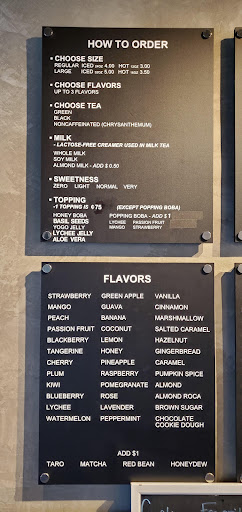 HOW TO ORDER
• CHOOSE SIZE
REGULAR ICED 16OZ 4.00 HOT 12OZ 3.00
LARGE ICED 24OZ 5.00 HOT 16OZ 3.50
• CHOOSE FLAVORS
UP TO 3 FLAVORS
• CHOOSE TEA
GREEN
BLACK
NONCAFFEINATED (CHRYSANTHEMUM)
• MILK
- LACTOSE-FREE CREAMER USED IN MILK TEA
WHOLE MILK
SOY MILK
ALMOND MILK - ADD $ 0.50
• SWEETNESS
ZERO LIGHT NORMAL VERY
• TOPPING
-1 TOPPING IS ¢75 (EXCEPT POPPING BOBA)
HONEY BOBA POPPING BOBA - ADD $ 1
BASIL SEEDS LYCHEE PASSION FRUIT
YOGO JELLY MANGO STRAWBERRY
LYCHEE JELLY
ALOE VERA
FLAVORS
STRAWBERRY GREEN APPLE VANILLA
MANGO GUAVA CINNAMON
PEACH BANANA MARSHMALLOW
PASSION FRUIT COCONUT SALTED CARAMEL
BLACKBERRY LEMON HAZELNUT
TANGERINE HONEY GINGERBREAD
CHERRY PINEAPPLE CARAMEL
PLUM RASPBERRY PUMPKIN SPICE
KIWI POMEGRANATE ALMOND
BLUEBERRY ROSE ALMOND ROCA
LYCHEE LAVENDER BROWN SUGAR
WATERMELON PEPPERMINT CHOCOLATE
COOKIE DOUGH
ADD $1
TARO MATCHA RED BEAN HONEYDEW